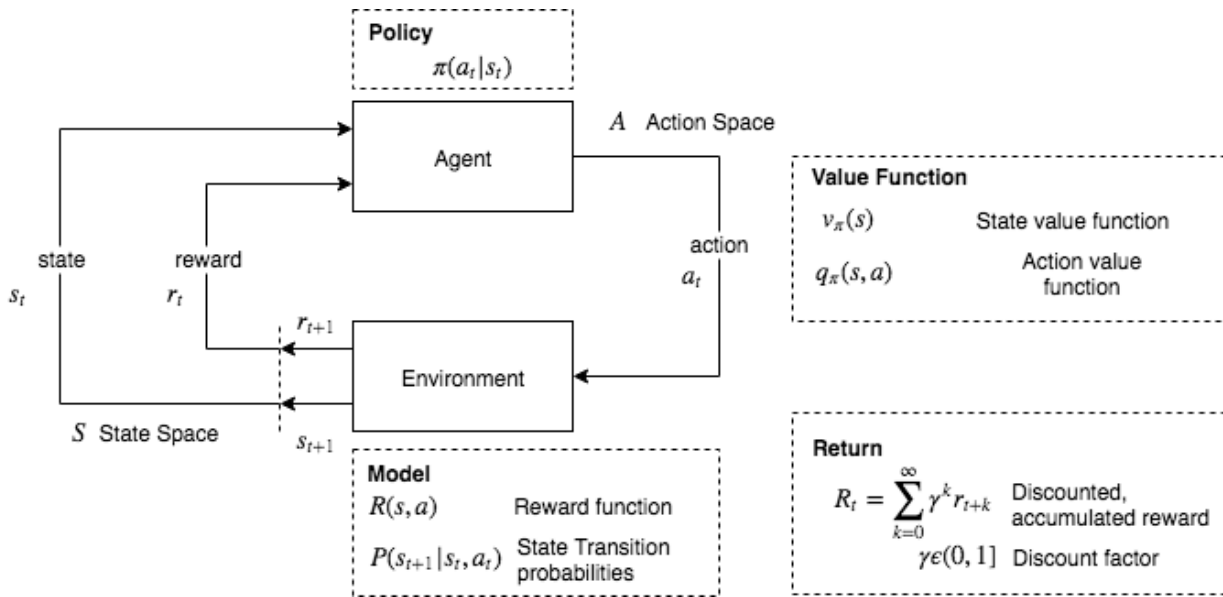 Policy
π(a_t|s_t)
Agent
A Action Space
state
s_t
reward
r_t
action
a_t
r_{t+1}
Environment
S State Space
s_{t+1}
Model
R(s, a) Reward function
P(s_{t+1}|s_t, a_t) State Transition
probabilities
Value Function
v_π(s) State value function
q_π(s, a) Action value
function
Return
R_t = ∑_{k=0}^{∞} γ^k r_{t+k} Discounted,
accumulated reward
γϵ(0, 1] Discount factor